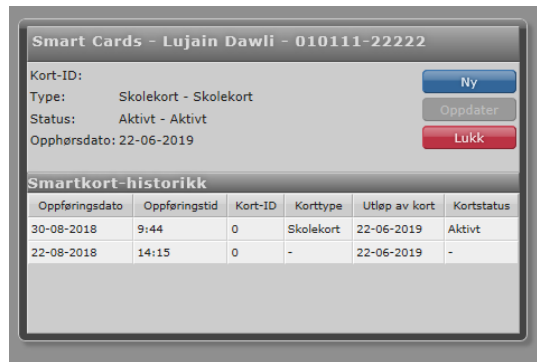 Smart Cards - Lujain Dawli - 010111-22222
Kort-ID:
Type: Skolekort - Skolekort
Status: Aktivt - Aktivt
Opphørsdato: 22-06-2019
Ny
Oppdater
Lukk
Smartkort-historikk
Oppføringsdato Oppføringstid Kort-ID Korttype Utløp av kort Kortstatus
30-08-2018 9:44 0 Skolekort 22-06-2019 Aktivt
22-08-2018 14:15 0 - 22-06-2019 -